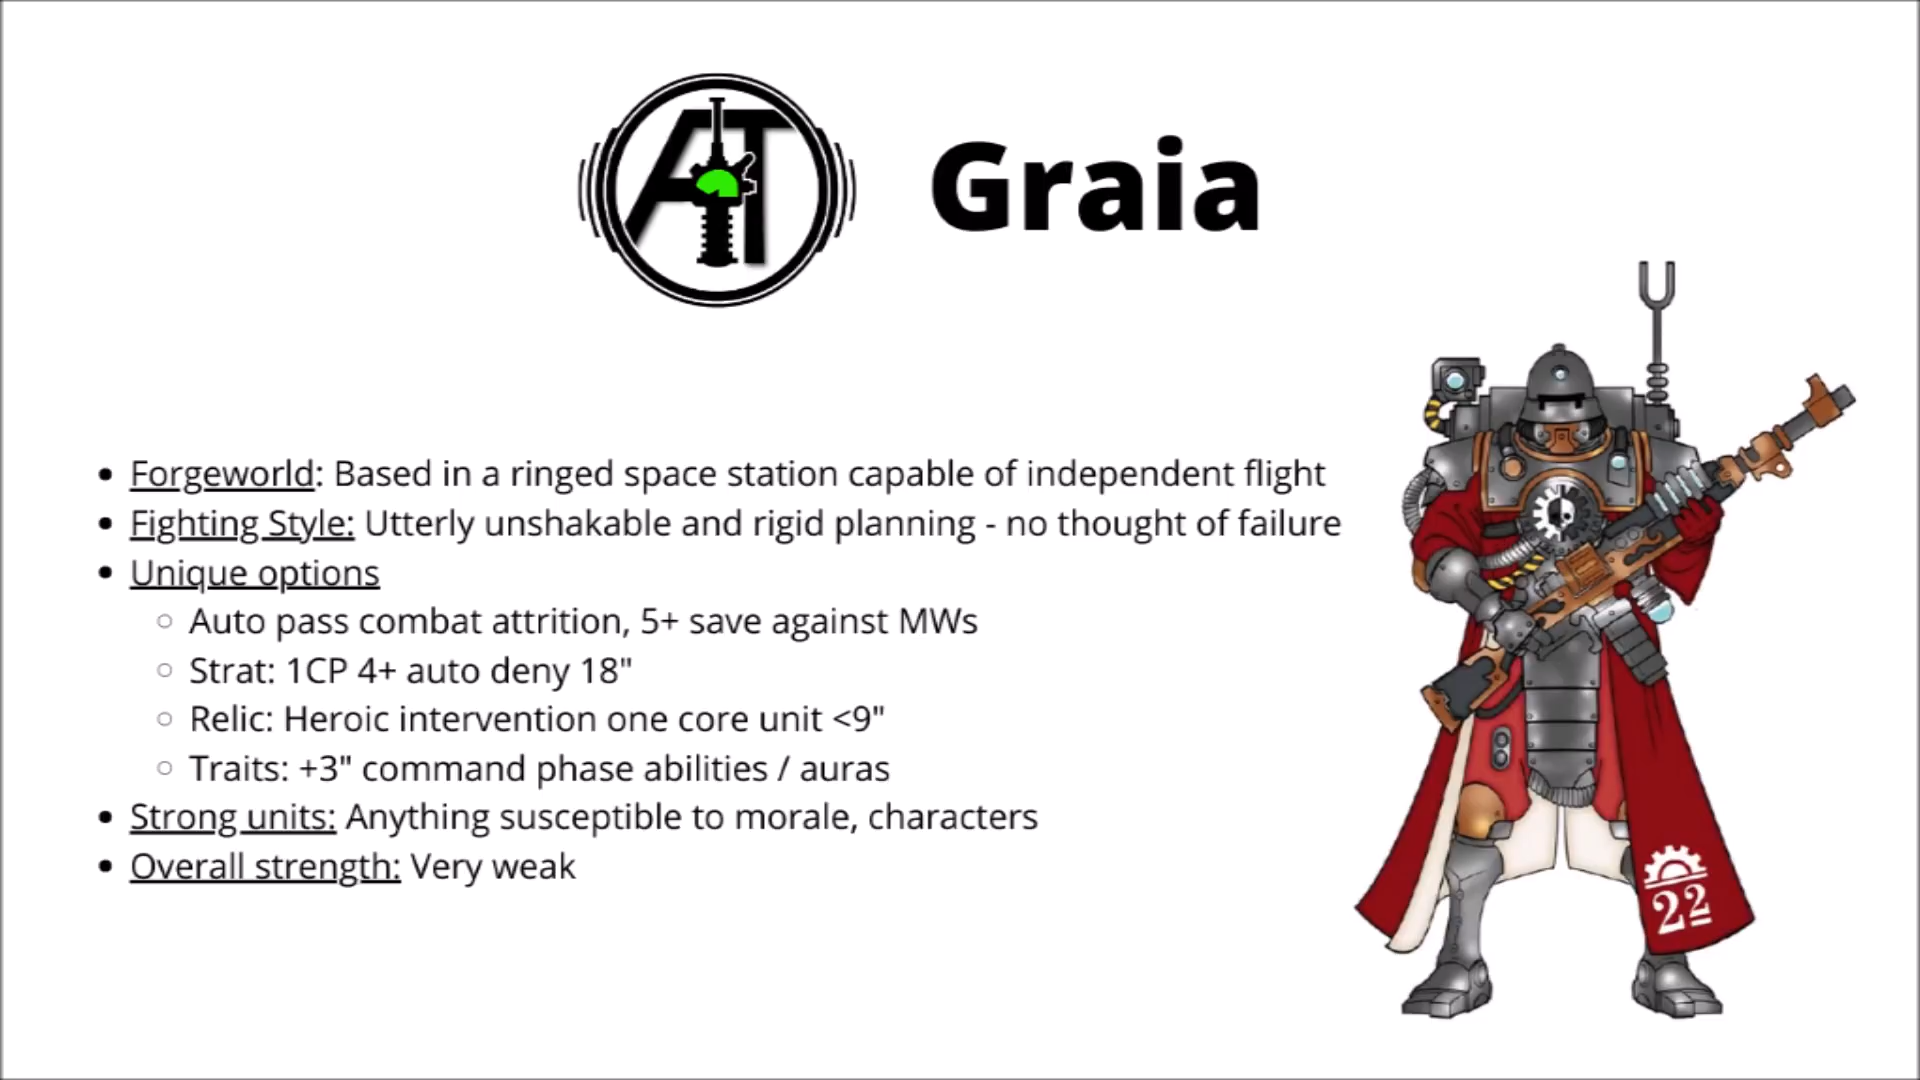 AT
Graia
Forgeworld: Based in a ringed space station capable of independent flight
Fighting Style: Utterly unshakable and rigid planning - no thought of failure
Unique options
Auto pass combat attrition, 5+ save against MWs
Strat: 1CP 4+ auto deny 18"
Relic: Heroic intervention one core unit <9"
Traits: +3" command phase abilities / auras
Strong units: Anything susceptible to morale, characters
Overall strength: Very weak
22